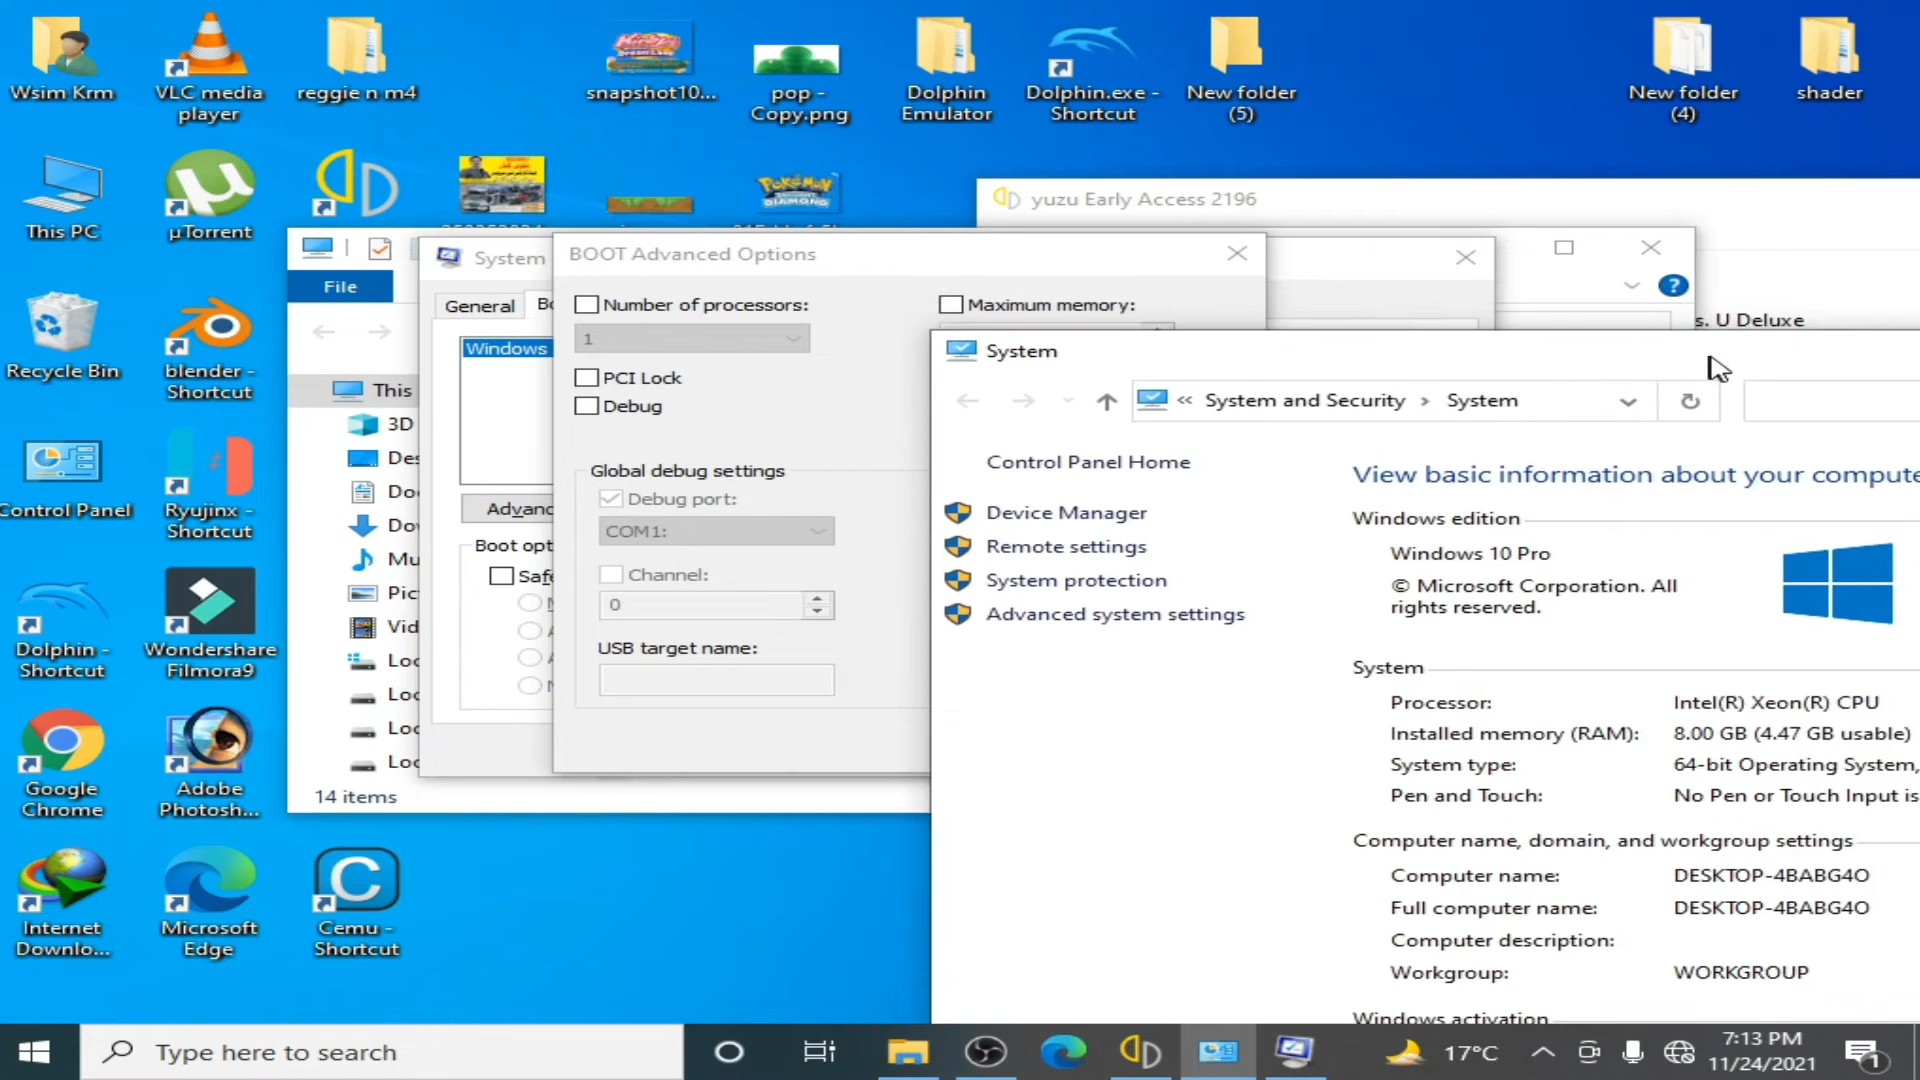 Wsim Krm
VLC media
player
reggie n m4
snapshot10...
pop -
Copy.png
Dolphin
Emulator
Dolphin.exe -
Shortcut
New folder
(5)
New folder
(4)
shader
This PC
µTorrent
POKÉMON
DIAMOND
yuzu Early Access 2196
s. U Deluxe
File
System
General
Bo
Windows
Advanc
Boot opt
Safe
BOOT Advanced Options
Number of processors:
1
Maximum memory:
PCI Lock
Debug
Global debug settings
Debug port:
COM1:
Channel:
0
USB target name:
This
3D
Des
Doc
Dov
Mu
Pic
Vid
Loc
Loc
Loc
Loc
14 items
System
« System and Security › System
Control Panel Home
Device Manager
Remote settings
System protection
Advanced system settings
View basic information about your compute
Windows edition
Windows 10 Pro
© Microsoft Corporation. All
rights reserved.
System
Processor: Intel(R) Xeon(R) CPU
Installed memory (RAM): 8.00 GB (4.47 GB usable)
System type: 64-bit Operating System,
Pen and Touch: No Pen or Touch Input is
Computer name, domain, and workgroup settings
Computer name: DESKTOP-4BABG4O
Full computer name: DESKTOP-4BABG4O
Computer description:
Workgroup: WORKGROUP
Windows activation
Recycle Bin
blender -
Shortcut
Control Panel
Ryujinx -
Shortcut
Dolphin -
Shortcut
Wondershare
Filmora9
Google
Chrome
Adobe
Photosh...
Internet
Downlo...
Microsoft
Edge
Cemu -
Shortcut
Type here to search
17°C
7:13 PM
11/24/2021
1